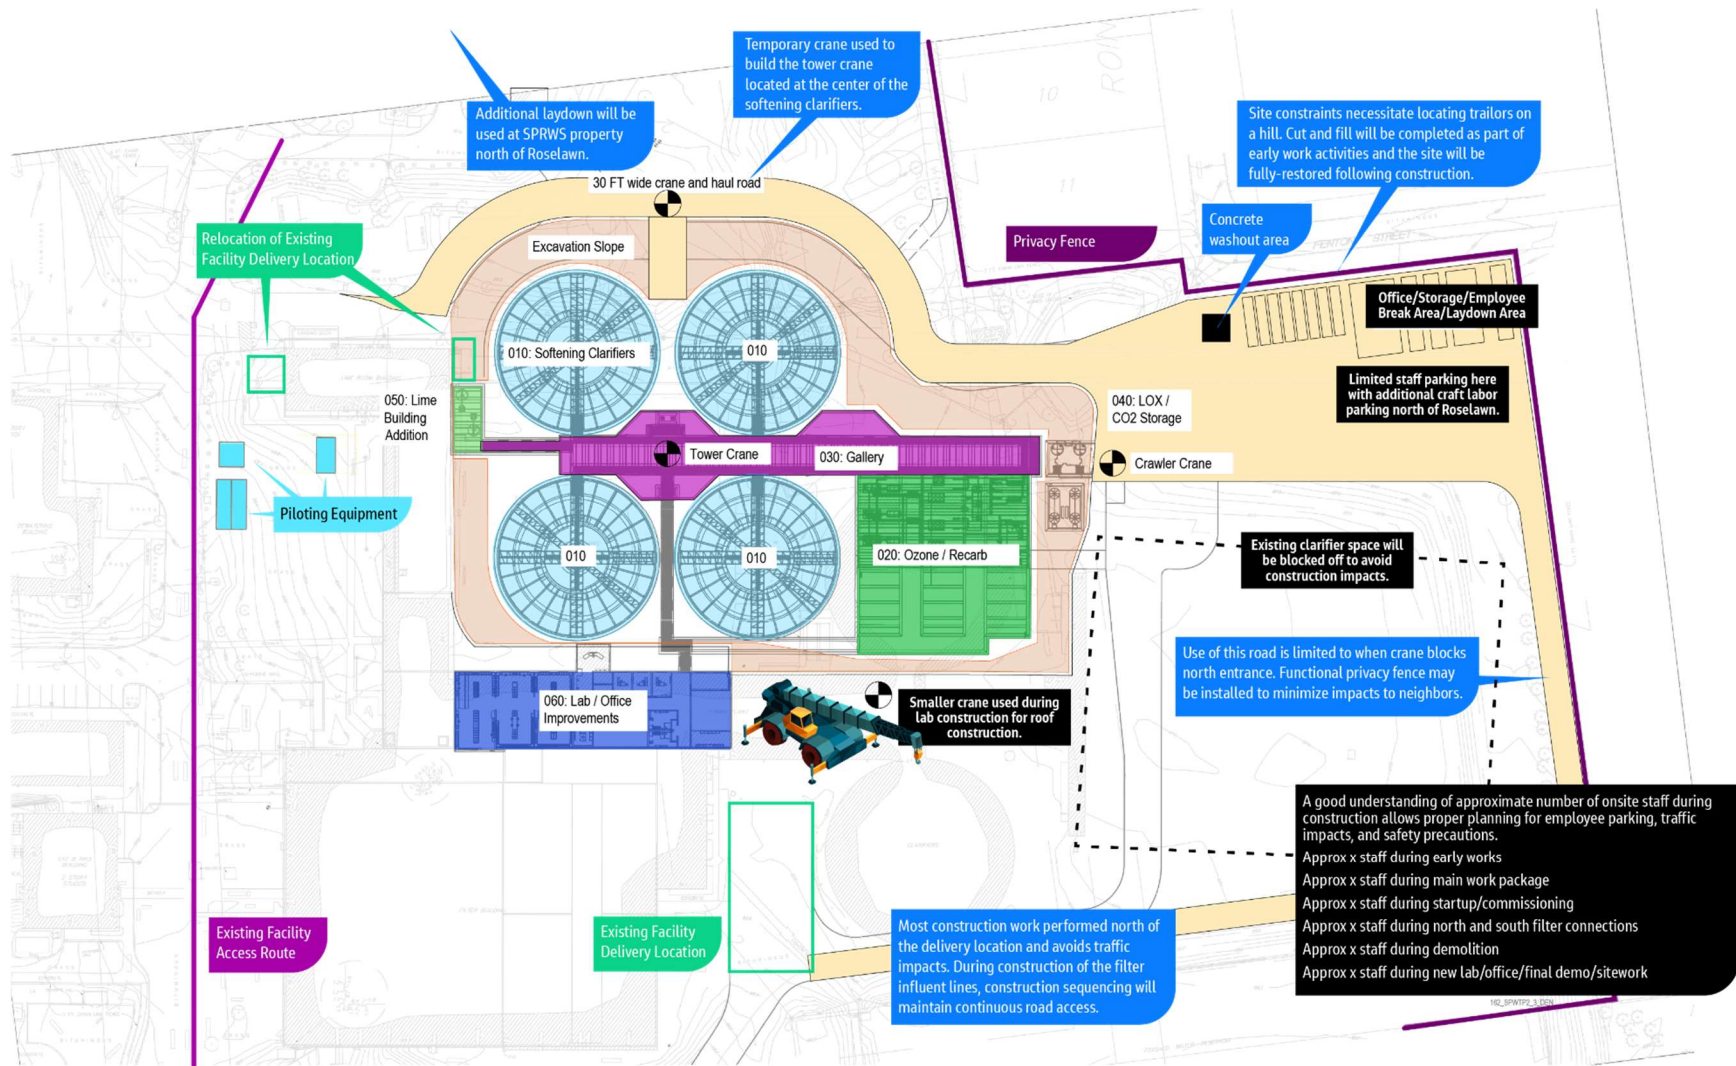 Additional laydown will be
used at SPRWS property
north of Roselawn.
Temporary crane used to
build the tower crane
located at the center of the
softening clarifiers.
Site constraints necessitate locating trailors on
a hill. Cut and fill will be completed as part of
early work activities and the site will be
fully-restored following construction.
30 FT wide crane and haul road
Relocation of Existing
Facility Delivery Location
Excavation Slope
Privacy Fence
Concrete
washout area
FENTON STREET
ROW
10
11
Office/Storage/Employee
Break Area/Laydown Area
010: Softening Clarifiers
010
Limited staff parking here
with additional craft labor
parking north of Roselawn.
050: Lime
Building
Addition
040: LOX /
CO2 Storage
Tower Crane
030: Gallery
Crawler Crane
Piloting Equipment
010
010
020: Ozone / Recarb
Existing clarifier space will
be blocked off to avoid
construction impacts.
Use of this road is limited to when crane blocks
north entrance. Functional privacy fence may
be installed to minimize impacts to neighbors.
060: Lab / Office
Improvements
Smaller crane used during
lab construction for roof
construction.
A good understanding of approximate number of onsite staff during
construction allows proper planning for employee parking, traffic
impacts, and safety precautions.
Approx x staff during early works
Approx x staff during main work package
Approx x staff during startup/commissioning
Approx x staff during north and south filter connections
Approx x staff during demolition
Approx x staff during new lab/office/final demo/sitework
Existing Facility
Access Route
Existing Facility
Delivery Location
Most construction work performed north of
the delivery location and avoids traffic
impacts. During construction of the filter
influent lines, construction sequencing will
maintain continuous road access.
162_SPWTP2_3_DEN